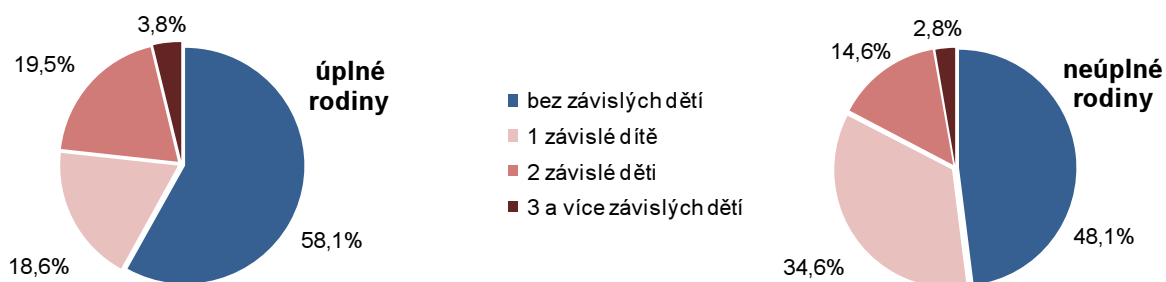 3,8%
19,5%
úplné
rodiny
58,1%
18,6%
bez závislých dětí
1 závislé dítě
2 závislé děti
3 a více závislých dětí
2,8%
14,6%
neúplné
rodiny
48,1%
34,6%